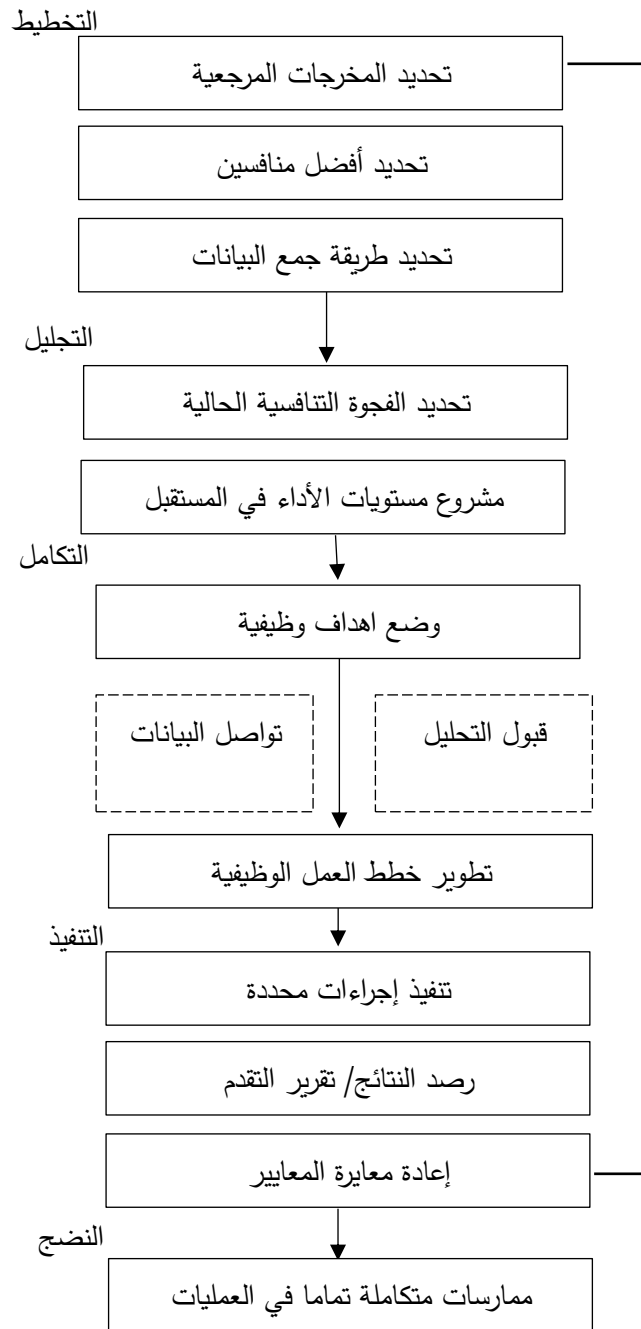 التخطيط
تحديد المخرجات المرجعية
تحديد أفضل منافسين
تحديد طريقة جمع البيانات
التجليل
تحديد الفجوة التنافسية الحالية
مشروع مستويات الأداء في المستقبل
التكامل
وضع اهداف وظيفية
قبول التحليل
تواصل البيانات
تطوير خطط العمل الوظيفية
التنفيذ
تنفيذ إجراءات محددة
رصد النتائج/ تقرير التقدم
إعادة معايرة المعايير
النضج
ممارسات متكاملة تماما في العمليات